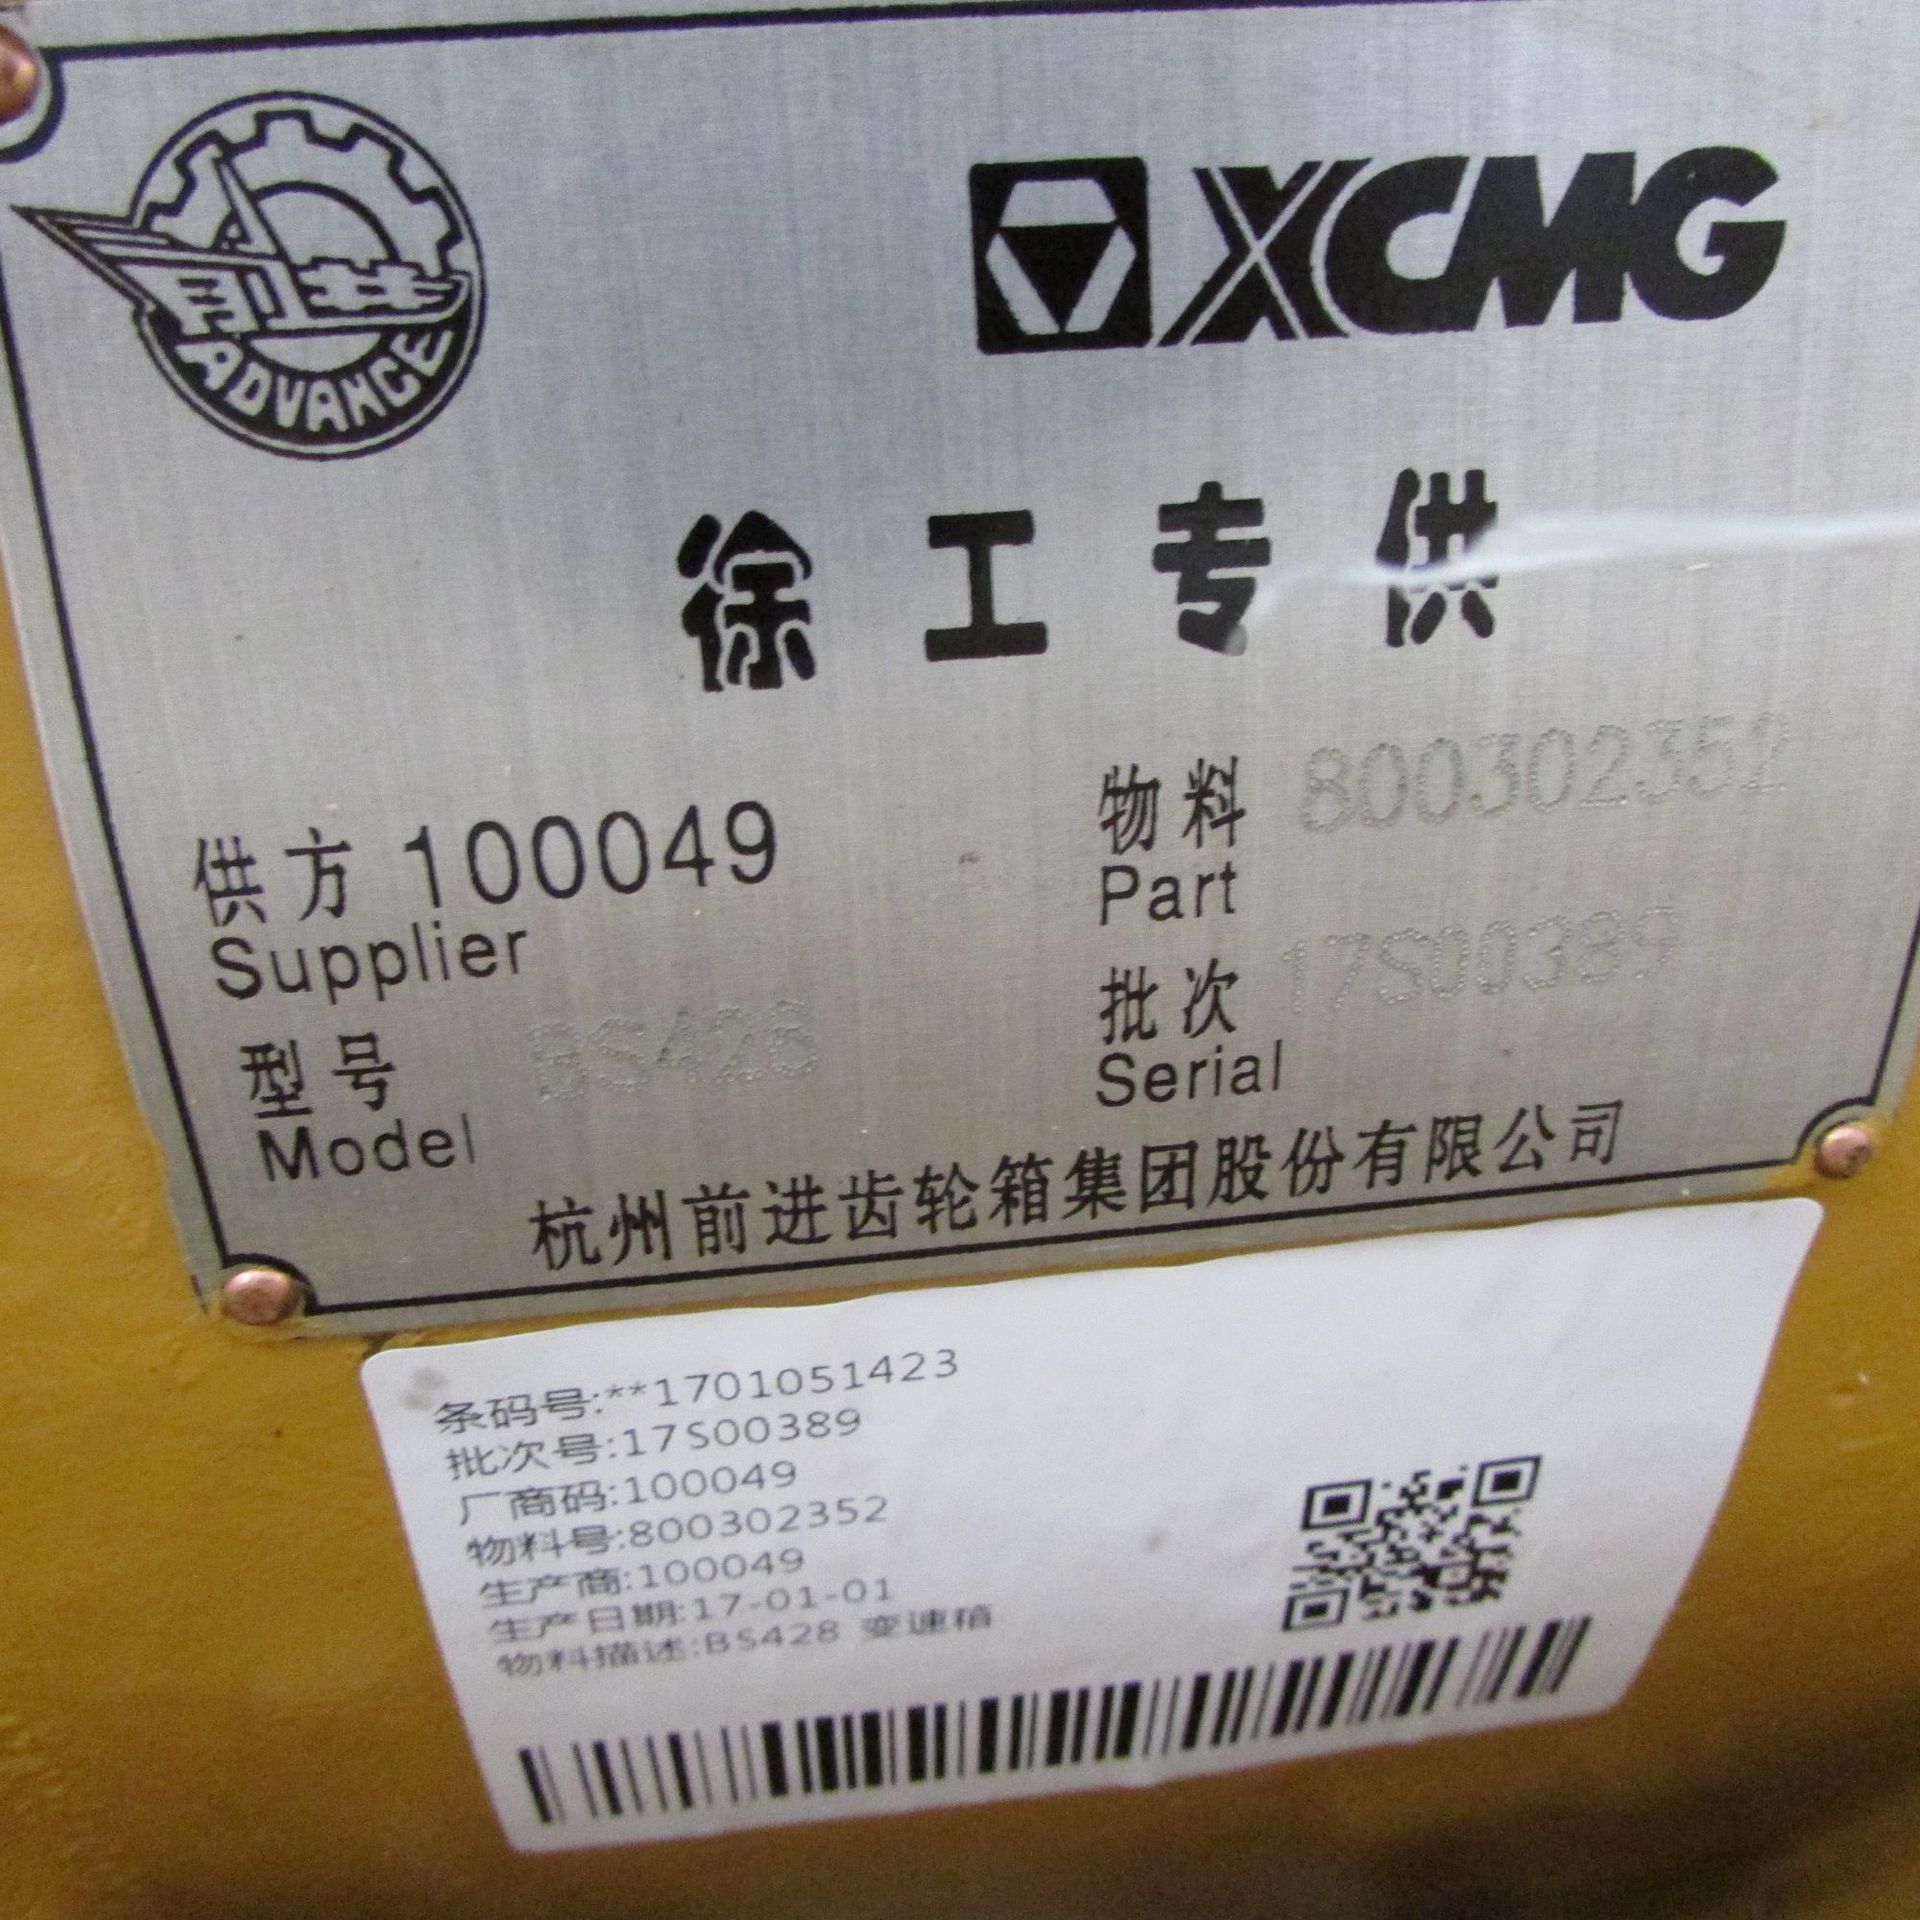 前进
ADVANCE
XCMG
徐工专供
供方 100049
Supplier
物料 800302352
Part
型号 BS428
Model
批次 17S00389
Serial
杭州前进齿轮箱集团股份有限公司
条码号:**1701051423
批次号:17S00389
厂商码:100049
物料号:800302352
生产商:100049
生产日期:17-01-01
物料描述:BS428 变速箱